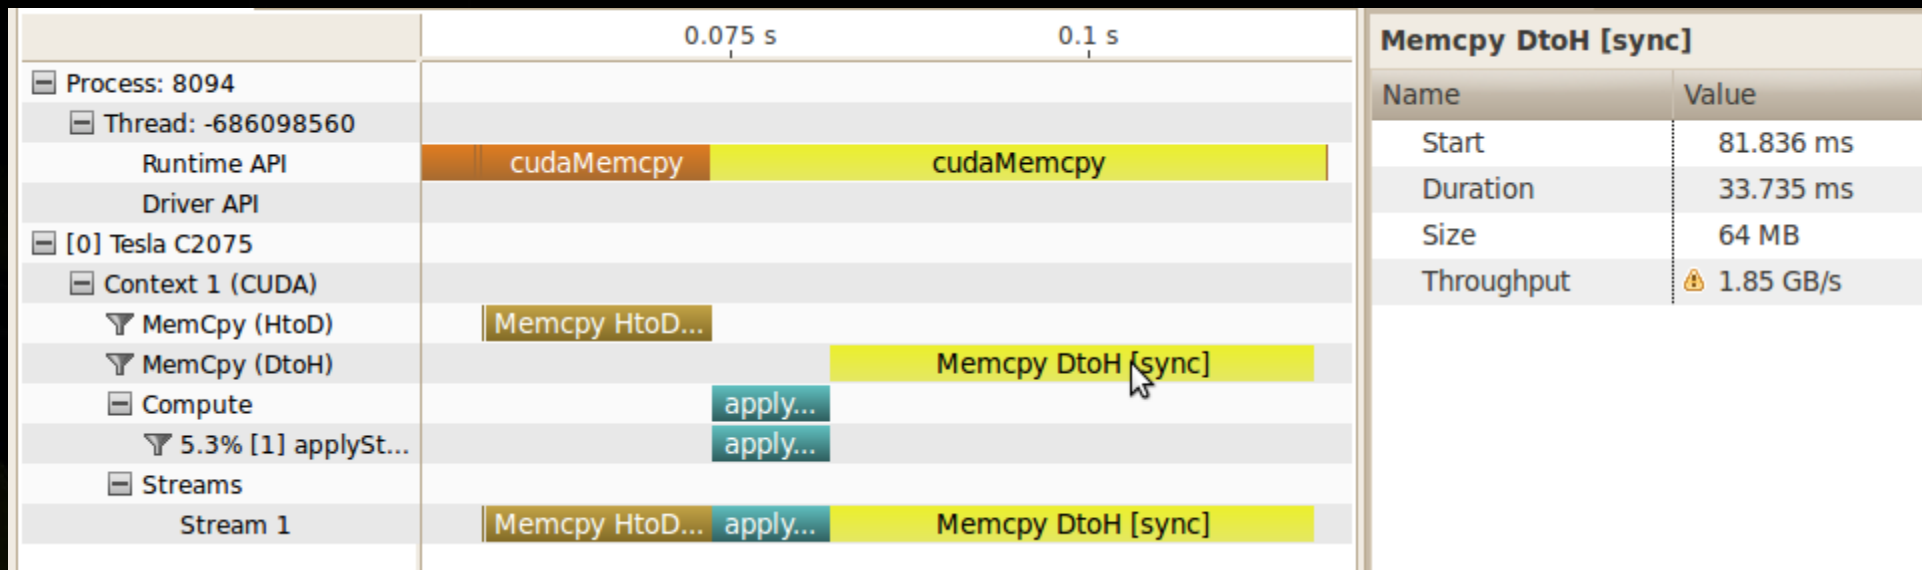 0.075 s 0.1 s
Process: 8094
Thread: -686098560
Runtime API cudaMemcpy cudaMemcpy
Driver API
[0] Tesla C2075
Context 1 (CUDA)
MemCpy (HtoD) Memcpy HtoD...
MemCpy (DtoH) Memcpy DtoH [sync]
Compute apply...
5.3% [1] applySt... apply...
Streams
Stream 1 Memcpy HtoD... apply... Memcpy DtoH [sync]
Memcpy DtoH [sync]
Name Value
Start 81.836 ms
Duration 33.735 ms
Size 64 MB
Throughput 1.85 GB/s